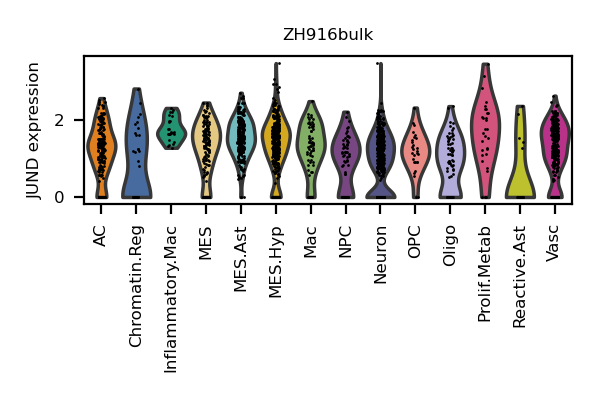 ZH916bulk
JUND expression
2
0
AC
Chromatin.Reg
Inflammatory.Mac
MES
MES.Ast
MES.Hyp
Mac
NPC
Neuron
OPC
Oligo
Prolif.Metab
Reactive.Ast
Vasc